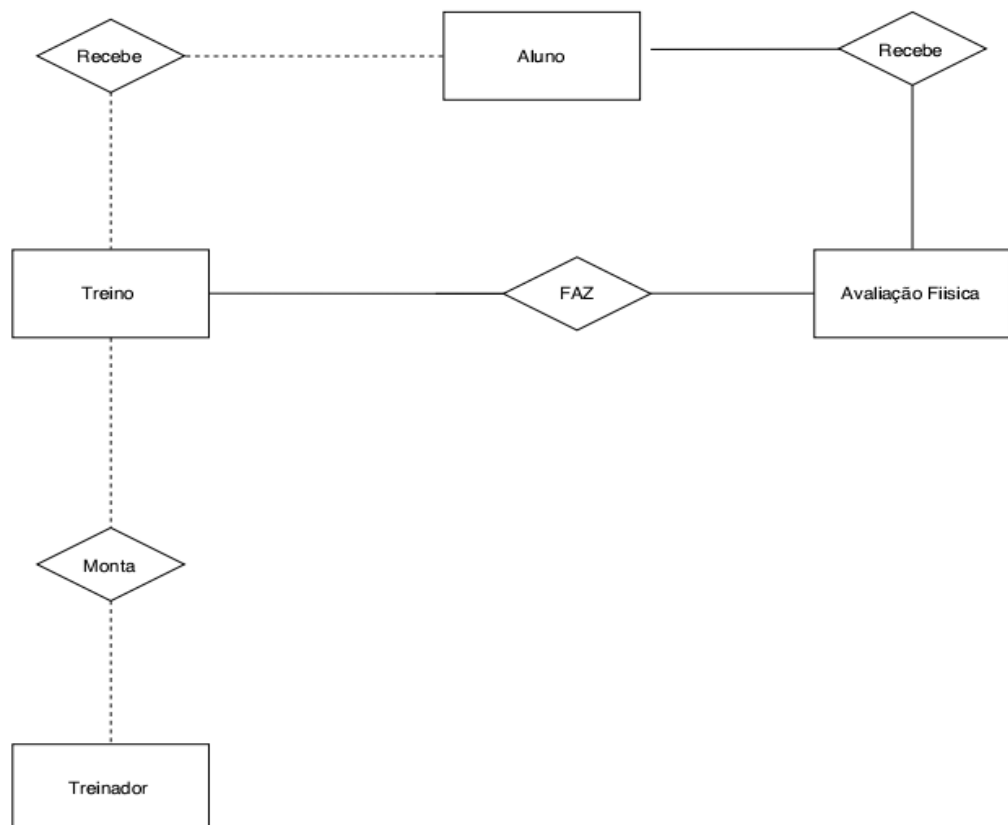 Recebe
Aluno
Recebe
Treino
FAZ
Avaliação Fiisica
Monta
Treinador